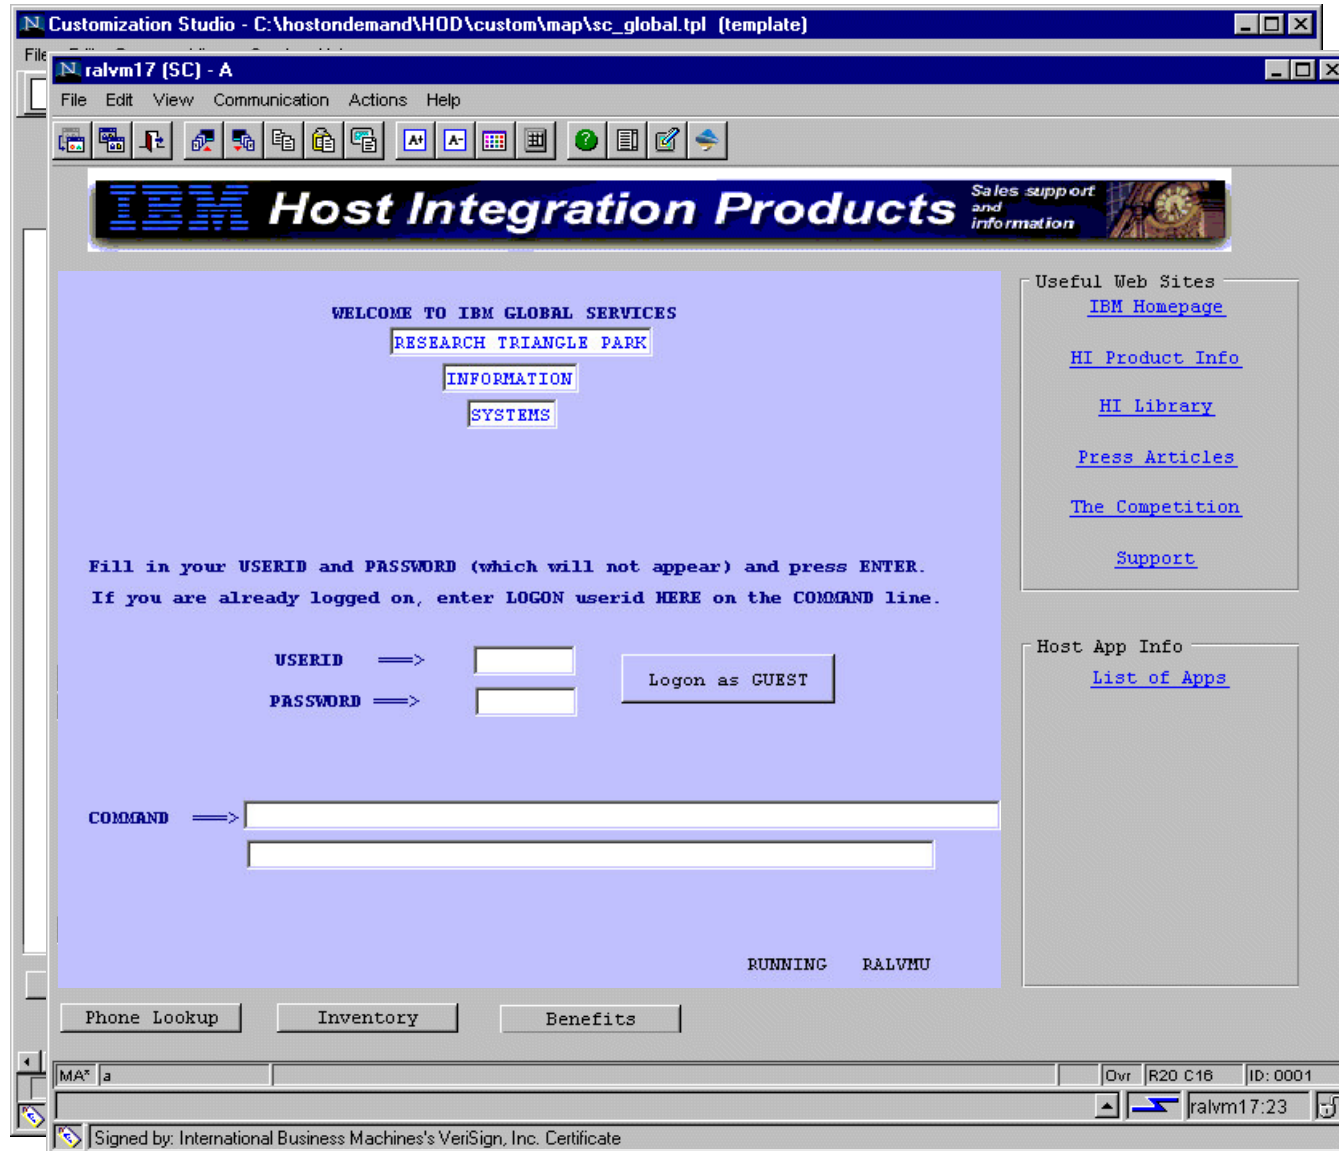 Customization Studio - C:\hostondemand\HOD\custom\map\sc_global.tpl (template)
File
ralvm17 (SC) - A
File Edit View Communication Actions Help
IBM Host Integration Products
Sales support
and
information
WELCOME TO IBM GLOBAL SERVICES
RESEARCH TRIANGLE PARK
INFORMATION
SYSTEMS
Fill in your USERID and PASSWORD (which will not appear) and press ENTER.
If you are already logged on, enter LOGON userid HERE on the COMMAND line.
USERID ===>
PASSWORD ===>
Logon as GUEST
COMMAND ===>
RUNNING RALVMU
Useful Web Sites
IBM Homepage
HI Product Info
HI Library
Press Articles
The Competition
Support
Host App Info
List of Apps
Phone Lookup Inventory Benefits
MA* a Ovr R20 C16 ID: 0001
ralvm17:23
Signed by: International Business Machines's VeriSign, Inc. Certificate